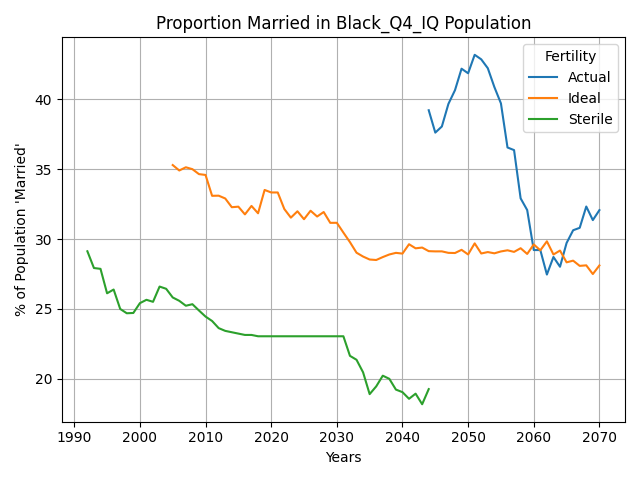 Proportion Married in Black_Q4_IQ Population
Fertility
Actual
Ideal
Sterile
% of Population 'Married'
40
35
30
25
20
1990 2000 2010 2020 2030 2040 2050 2060 2070
Years